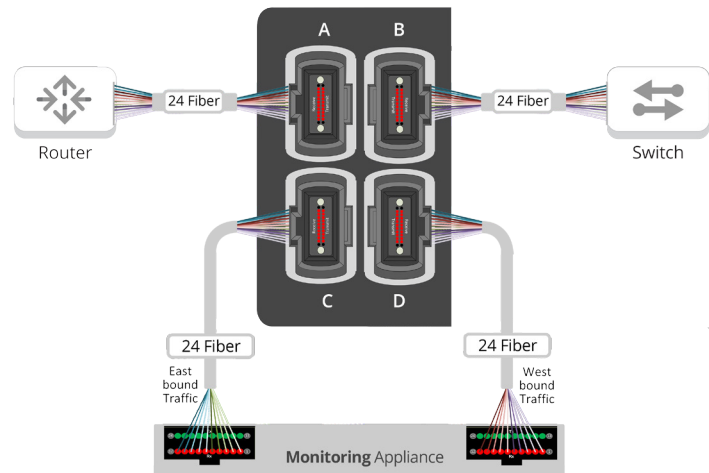 A
B
24 Fiber
24 Fiber
Router
Switch
C
D
24 Fiber
24 Fiber
East
bound
Traffic
West
bound
Traffic
Monitoring Appliance